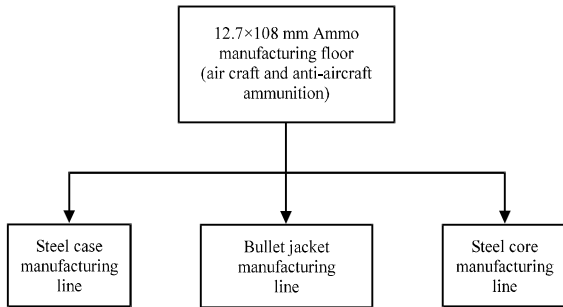 12.7×108 mm Ammo
manufacturing floor
(air craft and anti-aircraft
ammunition)
Steel case
manufacturing
line
Bullet jacket
manufacturing
line
Steel core
manufacturing
line